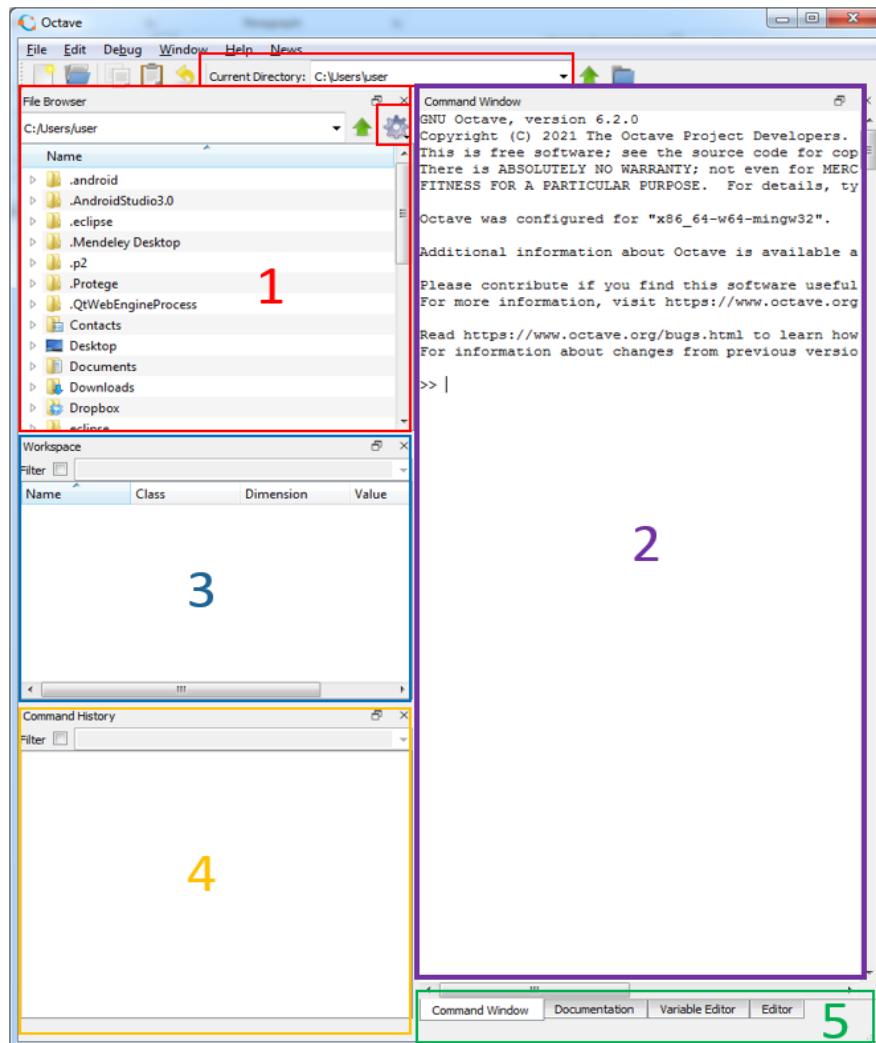 Octave
File Edit Debug Window Help News
Current Directory: C:\Users\user
File Browser
C:/Users/user
Name
.android
.AndroidStudio3.0
.eclipse
.Mendeley Desktop
.p2
.Protege
.QtWebEngineProcess
Contacts
Desktop
Documents
Downloads
Dropbox
eclipse
1
Workspace
Filter
Name Class Dimension Value
3
Command History
Filter
4
Command Window
GNU Octave, version 6.2.0
Copyright (C) 2021 The Octave Project Developers.
This is free software; see the source code for cop
There is ABSOLUTELY NO WARRANTY; not even for MERC
FITNESS FOR A PARTICULAR PURPOSE.  For details, ty
Octave was configured for "x86_64-w64-mingw32".
Additional information about Octave is available a
Please contribute if you find this software useful
For more information, visit https://www.octave.org
Read https://www.octave.org/bugs.html to learn how
For information about changes from previous versio
>>
2
Command Window Documentation Variable Editor Editor
5